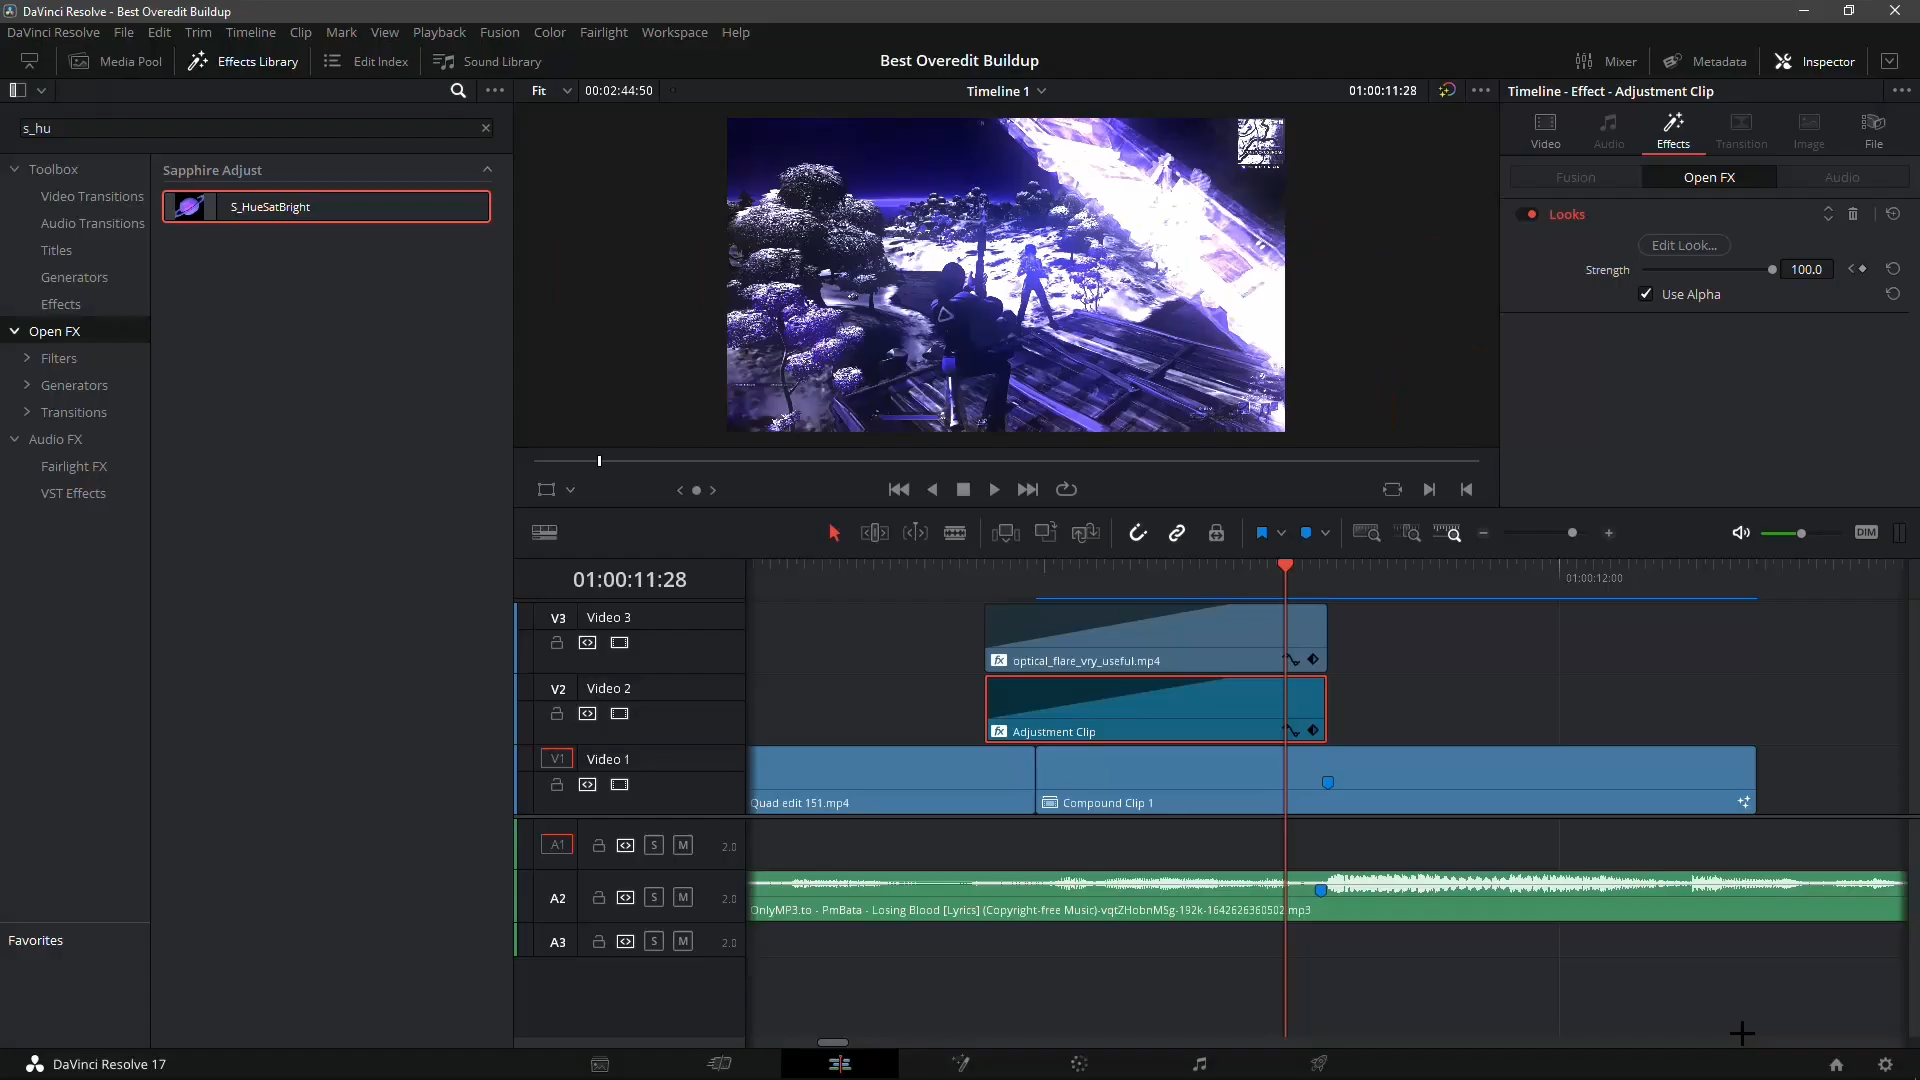 DaVinci Resolve - Best Overedit Buildup
DaVinci Resolve File Edit Trim Timeline Clip Mark View Playback Fusion Color Fairlight Workspace Help
Media Pool Effects Library Edit Index Sound Library Best Overedit Buildup Mixer Metadata Inspector
Fit 00:02:44:50 Timeline 1 01:00:11:28 Timeline - Effect - Adjustment Clip
s_hu
Video Audio Effects Transition Image File
Toolbox
Video Transitions
Audio Transitions
Titles
Generators
Effects
Open FX
Filters
Generators
Transitions
Audio FX
Fairlight FX
VST Effects
Favorites
Sapphire Adjust
S_HueSatBright
Fusion Open FX Audio
Looks
Edit Look...
Strength 100.0
Use Alpha
DIM
01:00:11:28
01:00:12:00
V3 Video 3
fx optical_flare_vry_useful.mp4
V2 Video 2
fx Adjustment Clip
V1 Video 1
Quad edit 151.mp4
Compound Clip 1
A1 S M 2.0
A2 S M 2.0
OnlyMP3.to - PmBata - Losing Blood [Lyrics] (Copyright-free Music)-vqtZHobnM5g-192k-1642626360502.mp3
A3 S M 2.0
DaVinci Resolve 17